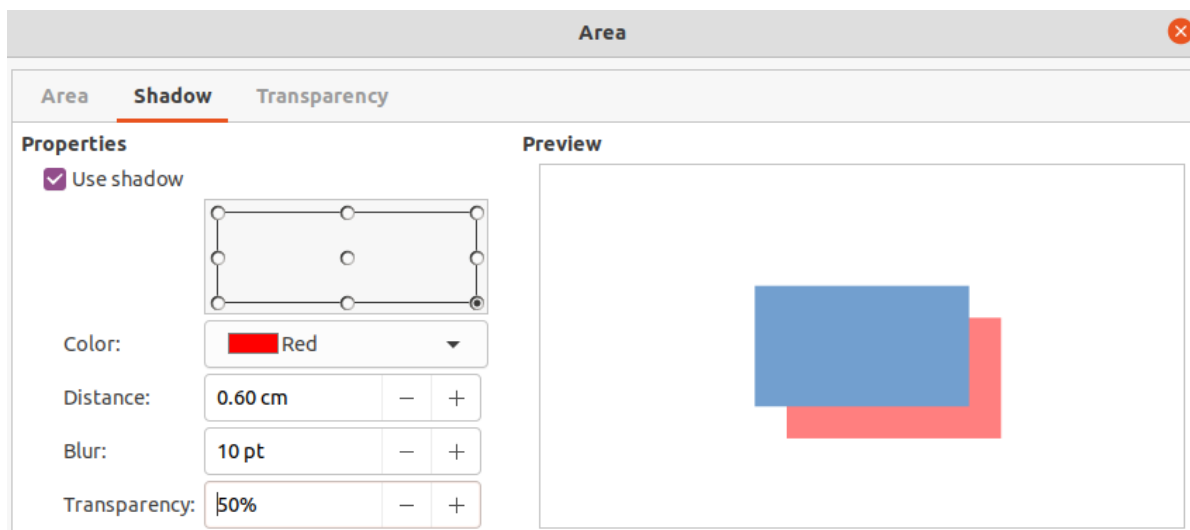 Area
Area Shadow Transparency
Properties
Preview
Use shadow
Color: Red
Distance: 0.60 cm
Blur: 10 pt
Transparency: 50%